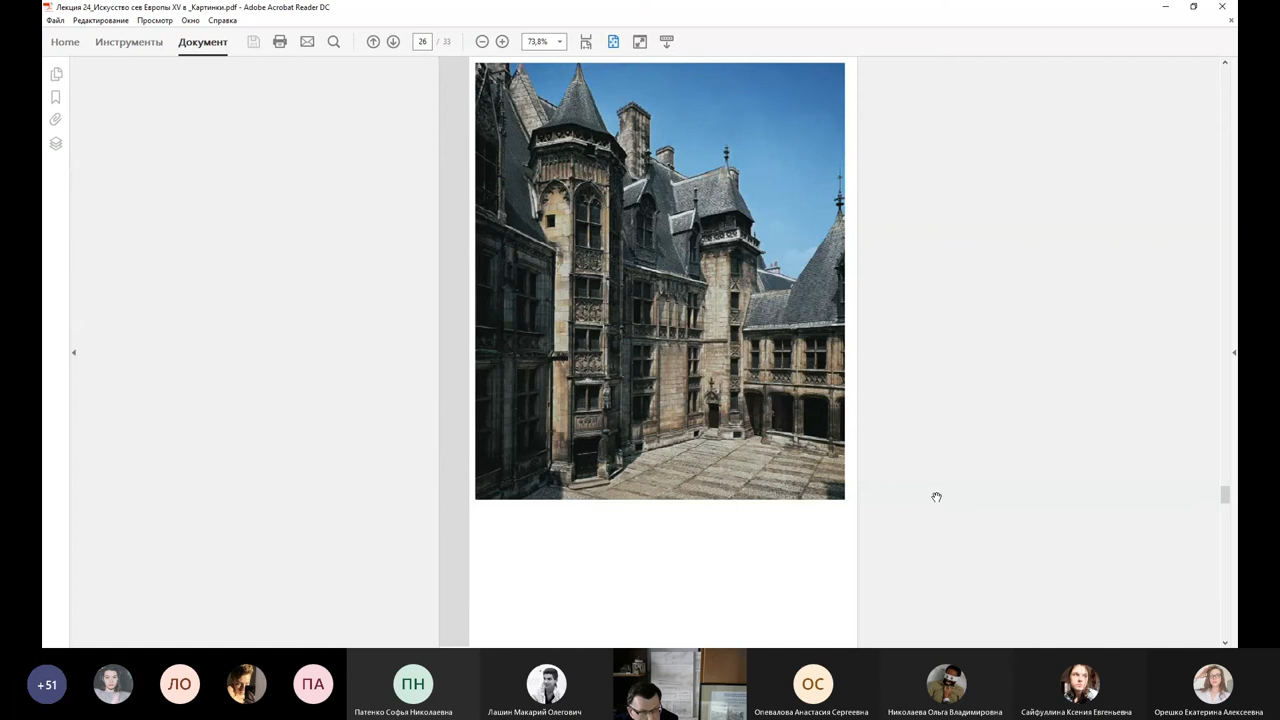 Лекция 24_Искусство сев Европы XV в _Картинки.pdf - Adobe Acrobat Reader DC
Файл Редактирование Просмотр Окно Справка
Home Инструменты Документ 26 / 33 73,8%
+51 ЛО ПА ПН ОС
Патенко Софья Николаевна Лашин Макарий Олегович Опевалова Анастасия Сергеевна Николаева Ольга Владимировна Сайфуллина Ксения Евгеньевна Орешко Екатерина Алексеевна